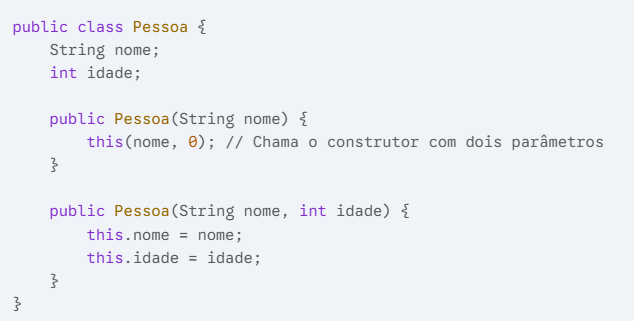 public class Pessoa {
    String nome;
    int idade;

    public Pessoa(String nome) {
        this(nome, 0); // Chama o construtor com dois parâmetros
    }

    public Pessoa(String nome, int idade) {
        this.nome = nome;
        this.idade = idade;
    }
}